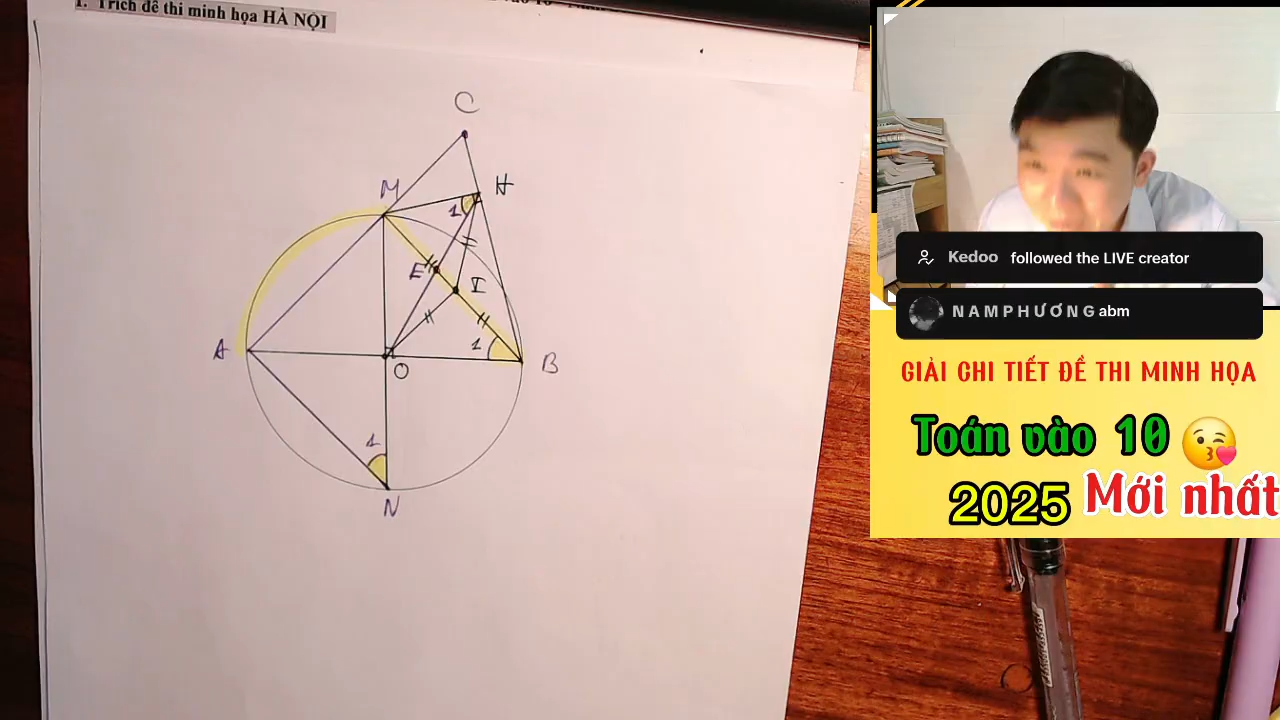 1. Trích đề thi minh họa HÀ NỘI
C
M
H
1
E
I
A
1
B
O
1
N
Kedoo followed the LIVE creator
N A M P H Ư Ơ N G abm
GIẢI CHI TIẾT ĐỀ THI MINH HỌA
Toán vào 10
2025 Mới nhất